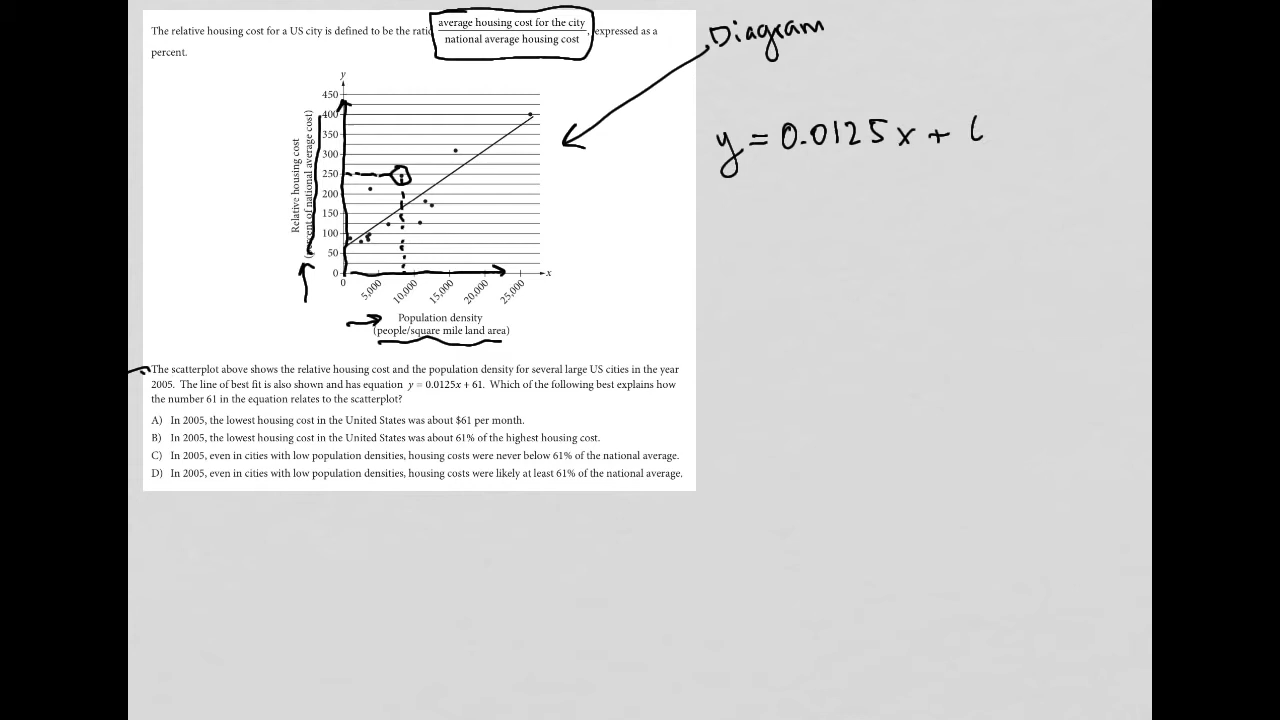 The relative housing cost for a US city is defined to be the ratio average housing cost for the city / national average housing cost, expressed as a
percent.
Diagram
y = 0.0125x +
y
450
400
350
300
250
200
150
100
50
0
Relative housing cost
(percent of national average cost)
x
0
5,000
10,000
15,000
20,000
25,000
Population density
(people/square mile land area)
The scatterplot above shows the relative housing cost and the population density for several large US cities in the year
2005. The line of best fit is also shown and has equation y = 0.0125x + 61. Which of the following best explains how
the number 61 in the equation relates to the scatterplot?
A) In 2005, the lowest housing cost in the United States was about $61 per month.
B) In 2005, the lowest housing cost in the United States was about 61% of the highest housing cost.
C) In 2005, even in cities with low population densities, housing costs were never below 61% of the national average.
D) In 2005, even in cities with low population densities, housing costs were likely at least 61% of the national average.